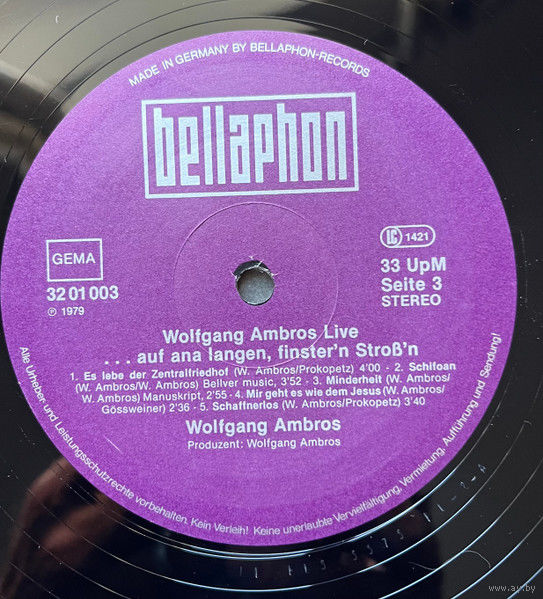 MADE IN GERMANY BY BELLAPHON-RECORDS
bellaphon
GEMA
LC 1421
32 01 003
℗ 1979
33 UpM
Seite 3
STEREO
Wolfgang Ambros Live
. . . auf ana langen, finster'n Stroß'n
1. Es lebe der Zentralfriedhof (W. Ambros/Prokopetz) 4'00 - 2. Schifoan
(W. Ambros/W. Ambros) Bellver music, 3'52 - 3. Minderheit (W. Ambros/
W. Ambros) Manuskript, 2'55 - 4. Mir geht es wie dem Jesus (W. Ambros/
Gössweiner) 2'36 - 5. Schaffnerlos (W. Ambros/Prokopetz) 3'40
Wolfgang Ambros
Produzent: Wolfgang Ambros
Alle Urheber- und Leistungsschutzrechte vorbehalten. Kein Verleih! Keine unerlaubte Vervielfältigung, Vermietung, Aufführung und Sendung!
www.ay.by